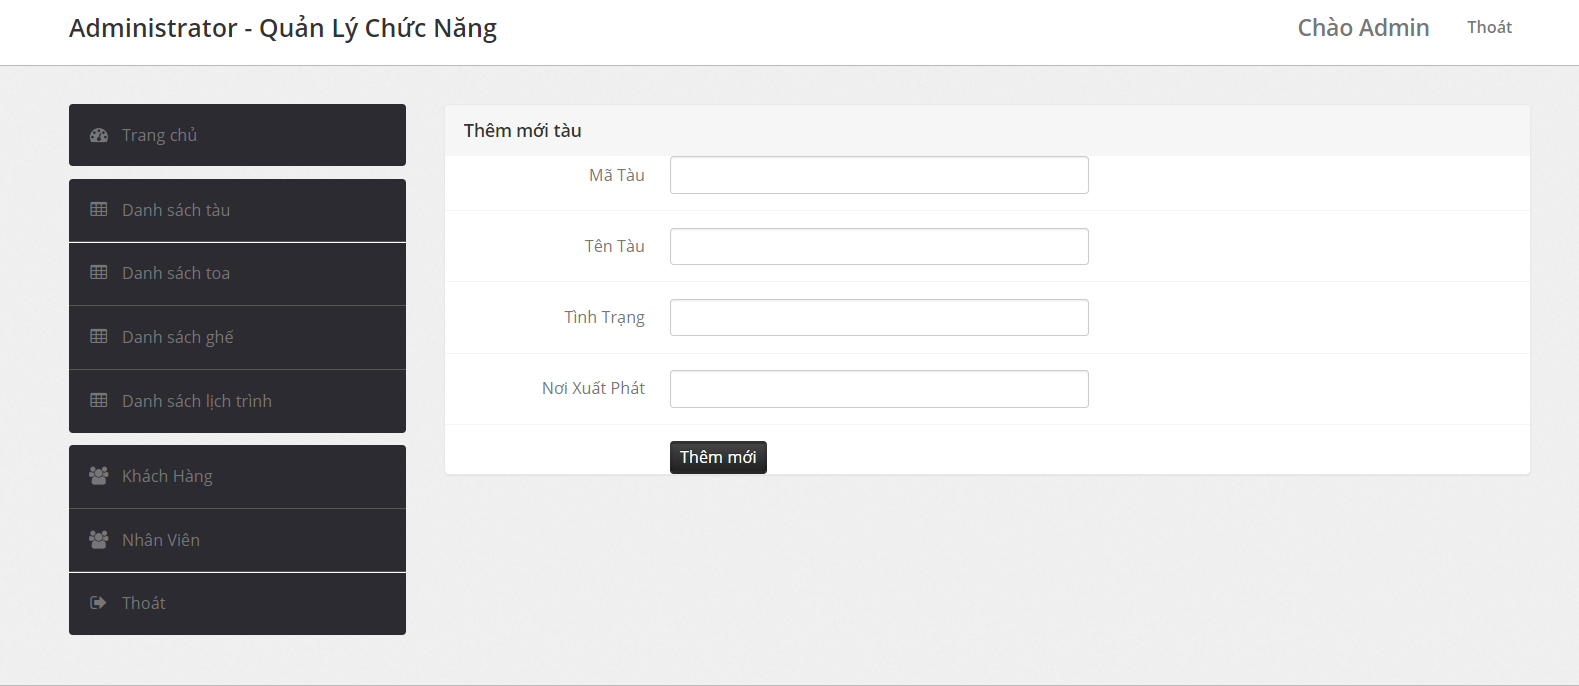 Administrator - Quản Lý Chức Năng
Chào Admin
Thoát
Trang chủ
Danh sách tàu
Danh sách toa
Danh sách ghế
Danh sách lịch trình
Khách Hàng
Nhân Viên
Thoát
Thêm mới tàu
Mã Tàu
Tên Tàu
Tình Trạng
Nơi Xuất Phát
Thêm mới